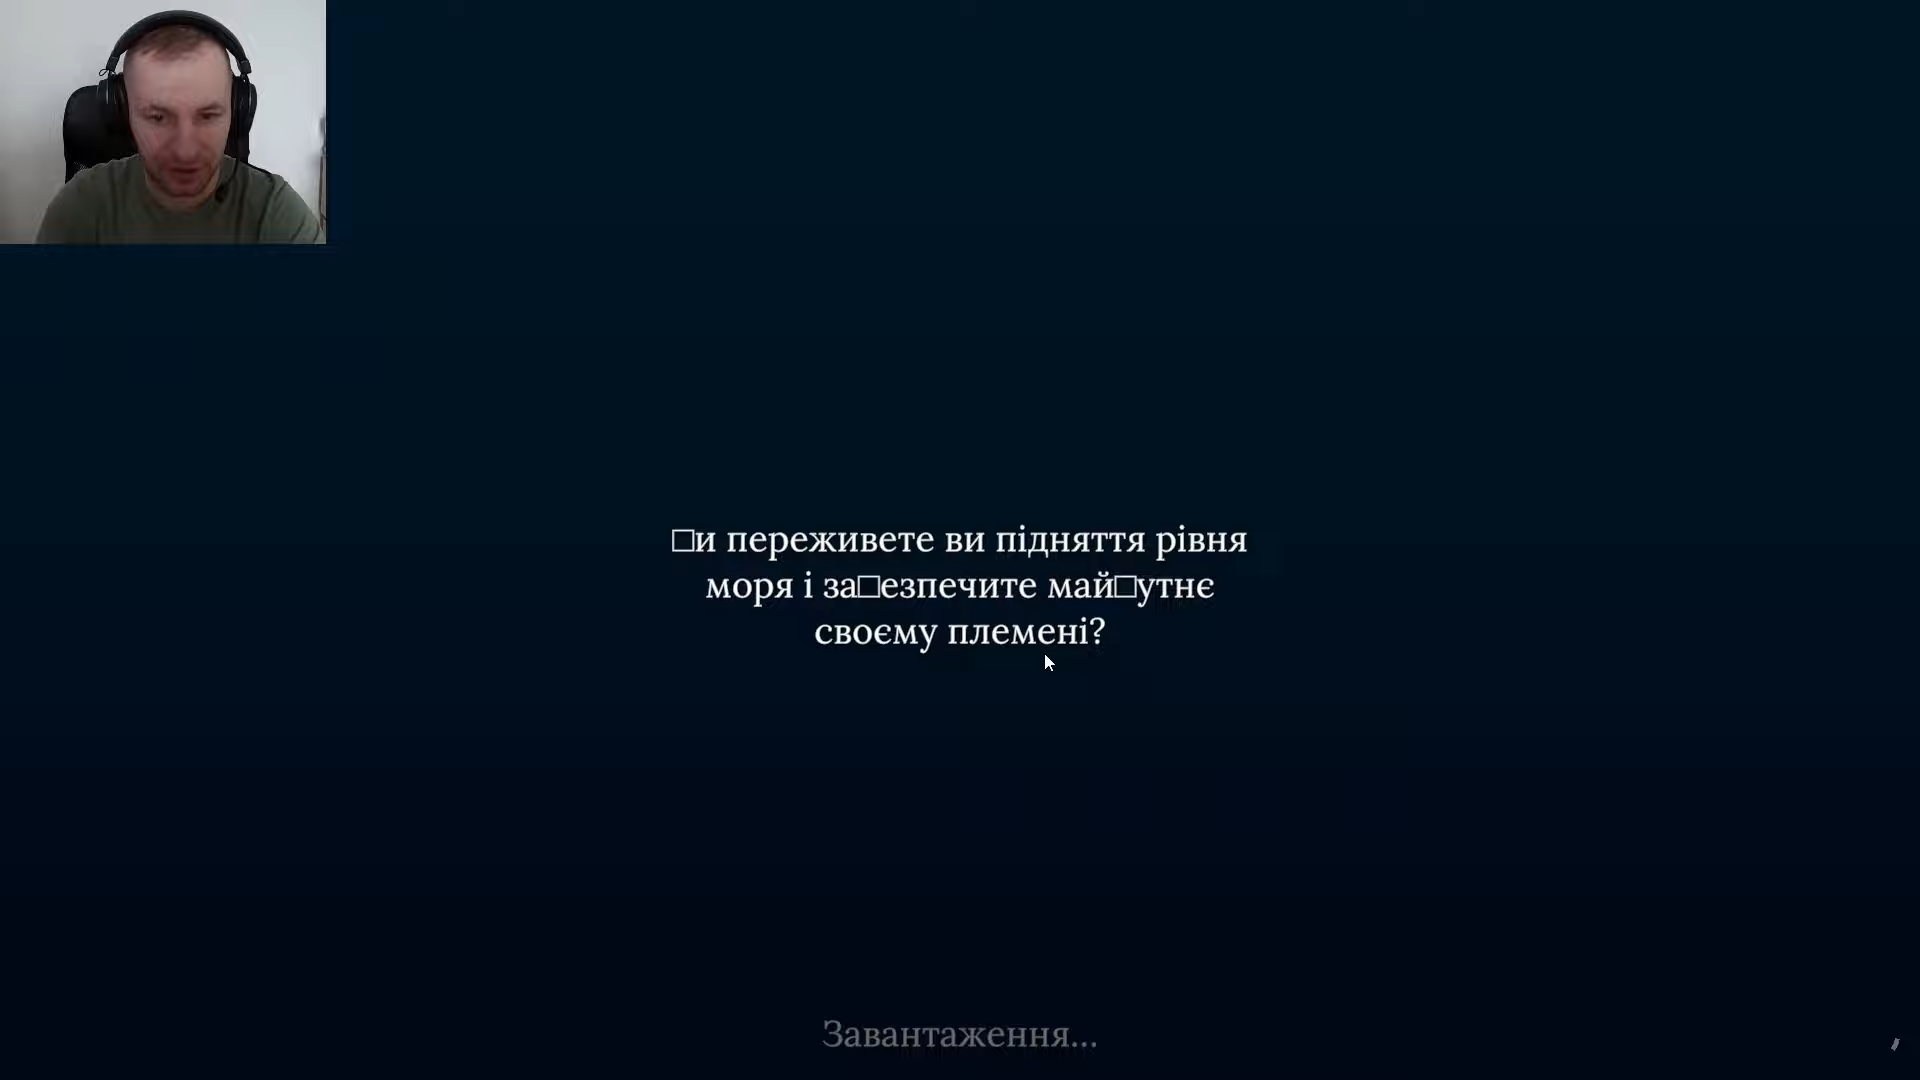 □и переживете ви підняття рівня
моря і за□езпечите май□утнє
своєму племені?
Завантаження...